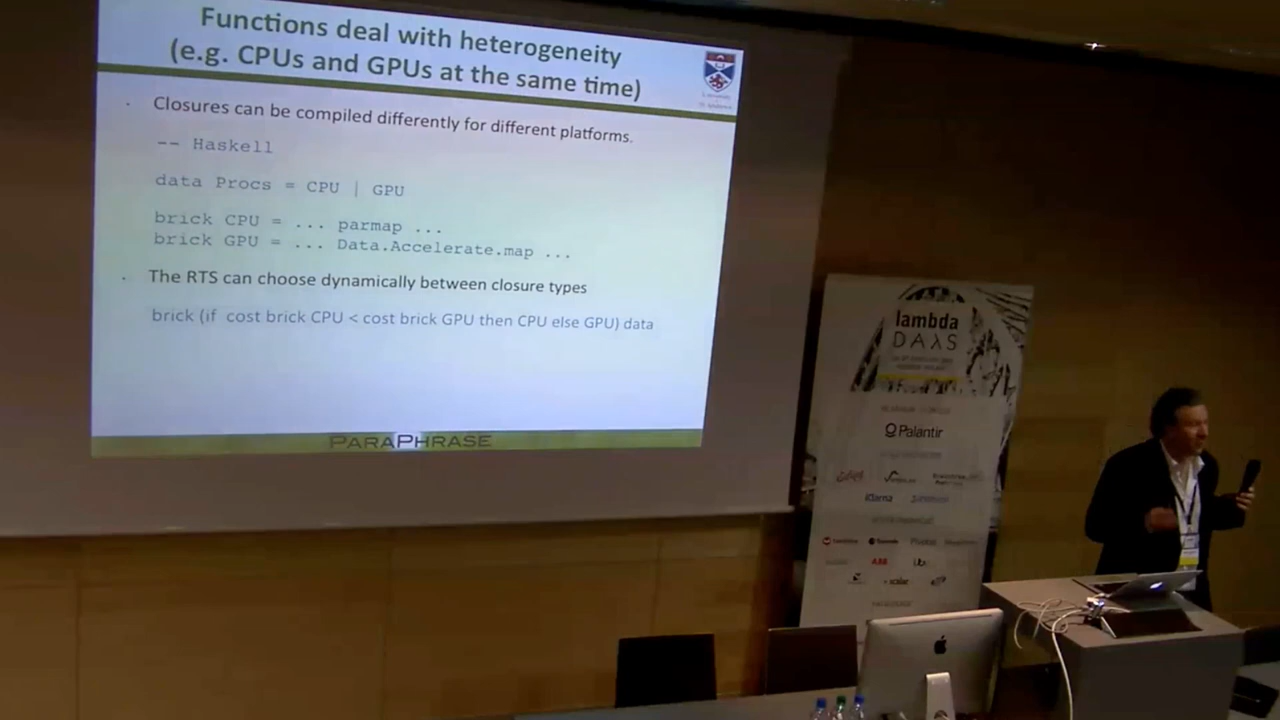 Functions deal with heterogeneity
(e.g. CPUs and GPUs at the same time)
· Closures can be compiled differently for different platforms.
-- Haskell
data Procs = CPU | GPU
brick CPU = ... parmap ...
brick GPU = ... Data.Accelerate.map ...
· The RTS can choose dynamically between closure types
brick (if cost brick CPU < cost brick GPU then CPU else GPU) data
PARAPHRASE
lambda
DAλS
Palantir
Klarna
ABB
scalar